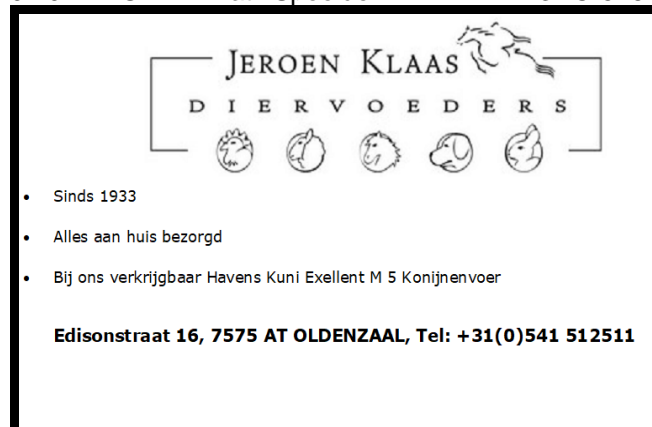 JEROEN KLAAS
DIERVOEDERS
• Sinds 1933
• Alles aan huis bezorgd
• Bij ons verkrijgbaar Havens Kuni Exellent M 5 Konijnenvoer
Edisonstraat 16, 7575 AT OLDENZAAL, Tel: +31(0)541 512511